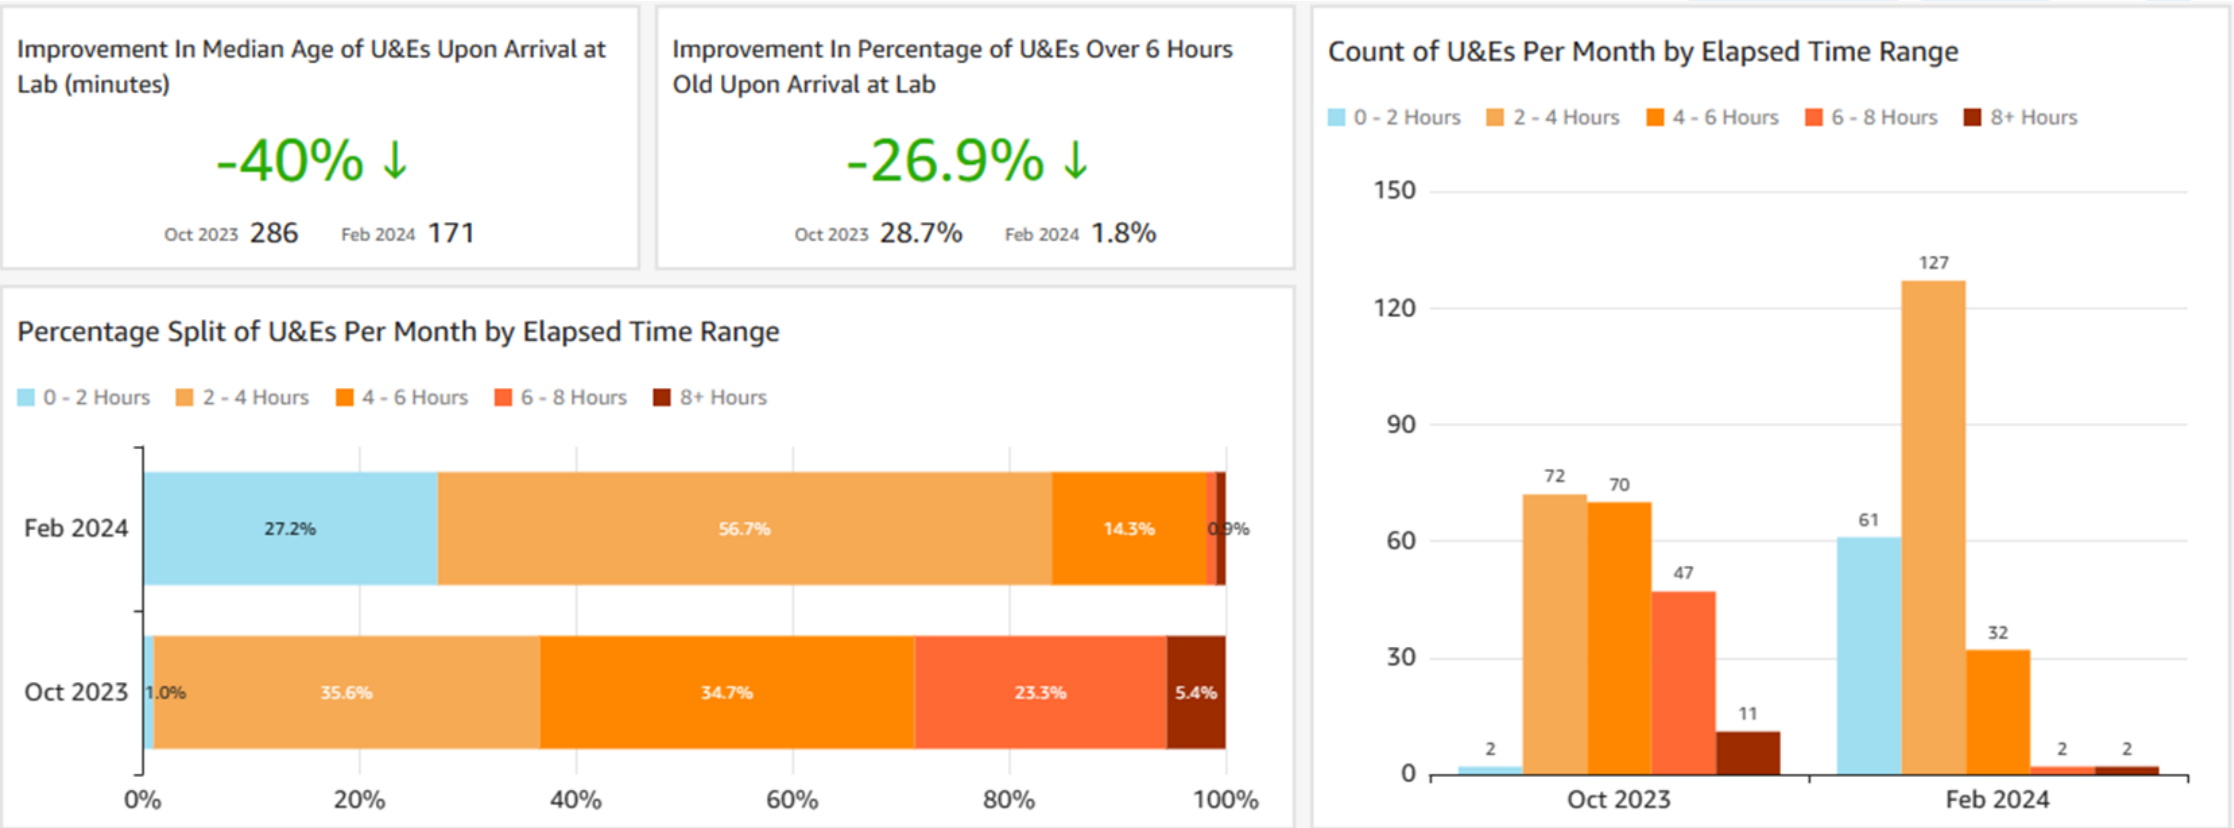 Improvement In Median Age of U&Es Upon Arrival at
Lab (minutes)
-40% ↓
Oct 2023 286 Feb 2024 171
Improvement In Percentage of U&Es Over 6 Hours
Old Upon Arrival at Lab
-26.9% ↓
Oct 2023 28.7% Feb 2024 1.8%
Percentage Split of U&Es Per Month by Elapsed Time Range
0 - 2 Hours 2 - 4 Hours 4 - 6 Hours 6 - 8 Hours 8+ Hours
Feb 2024 27.2% 56.7% 14.3% 0.9%
Oct 2023 1.0% 35.6% 34.7% 23.3% 5.4%
0% 20% 40% 60% 80% 100%
Count of U&Es Per Month by Elapsed Time Range
0 - 2 Hours 2 - 4 Hours 4 - 6 Hours 6 - 8 Hours 8+ Hours
150
127
120
90
72
70
61
60
47
32
30
11
2
2
2
0
Oct 2023 Feb 2024